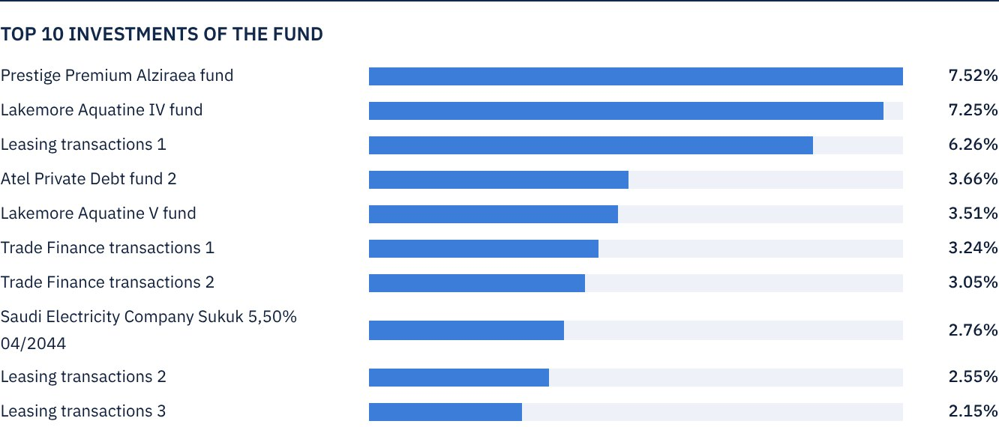 TOP 10 INVESTMENTS OF THE FUND
Prestige Premium Alziraea fund 7.52%
Lakemore Aquatine IV fund 7.25%
Leasing transactions 1 6.26%
Atel Private Debt fund 2 3.66%
Lakemore Aquatine V fund 3.51%
Trade Finance transactions 1 3.24%
Trade Finance transactions 2 3.05%
Saudi Electricity Company Sukuk 5,50%
04/2044 2.76%
Leasing transactions 2 2.55%
Leasing transactions 3 2.15%